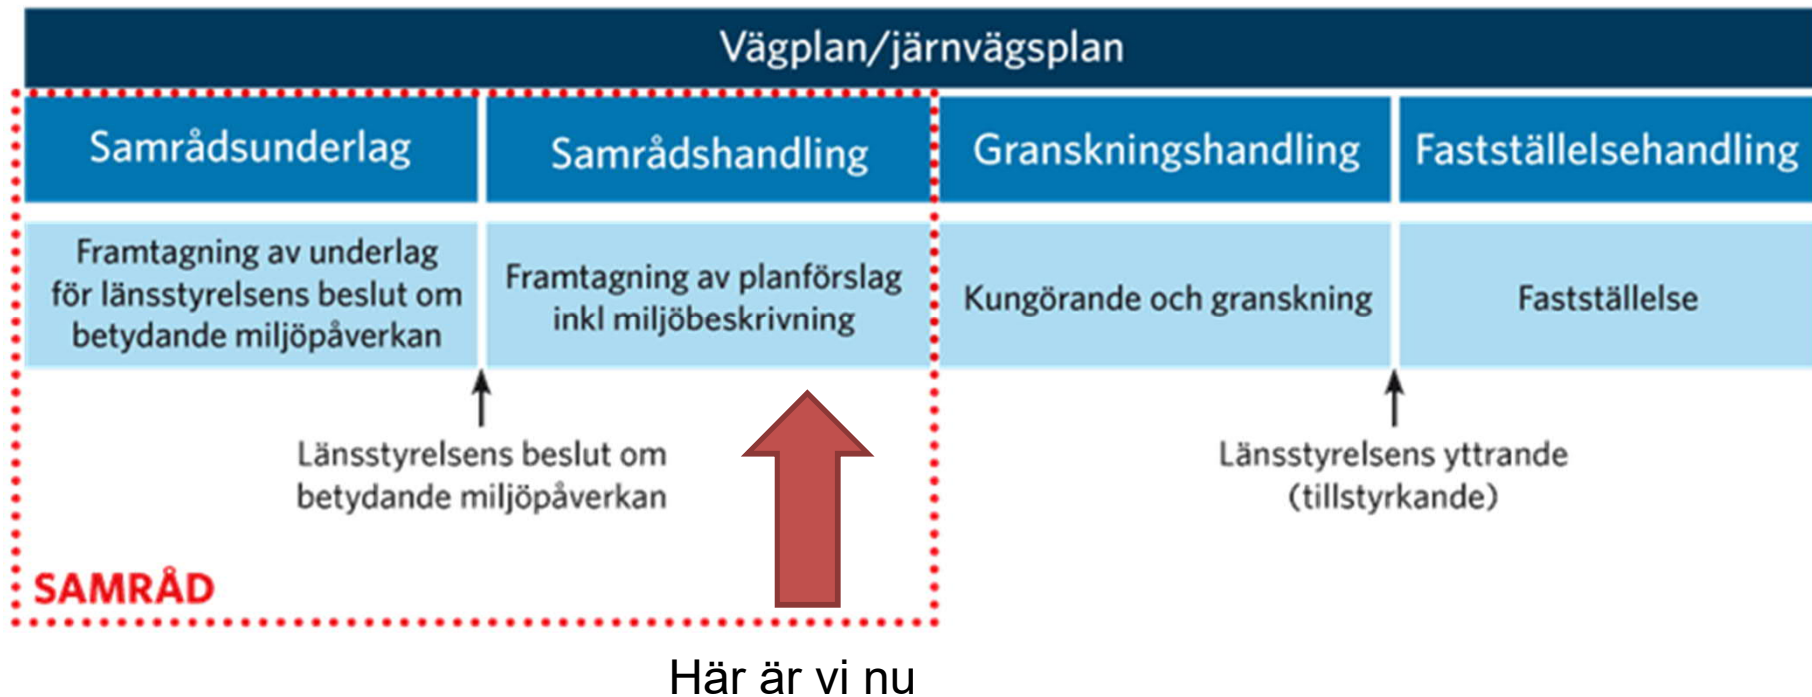 Vägplan/järnvägsplan
Samrådsunderlag
Samrådshandling
Granskningshandling
Fastställelsehandling
Framtagning av underlag
för länsstyrelsens beslut om
betydande miljöpåverkan
Framtagning av planförslag
inkl miljöbeskrivning
Kungörande och granskning
Fastställelse
Länsstyrelsens beslut om
betydande miljöpåverkan
Länsstyrelsens yttrande
(tillstyrkande)
SAMRÅD
Här är vi nu